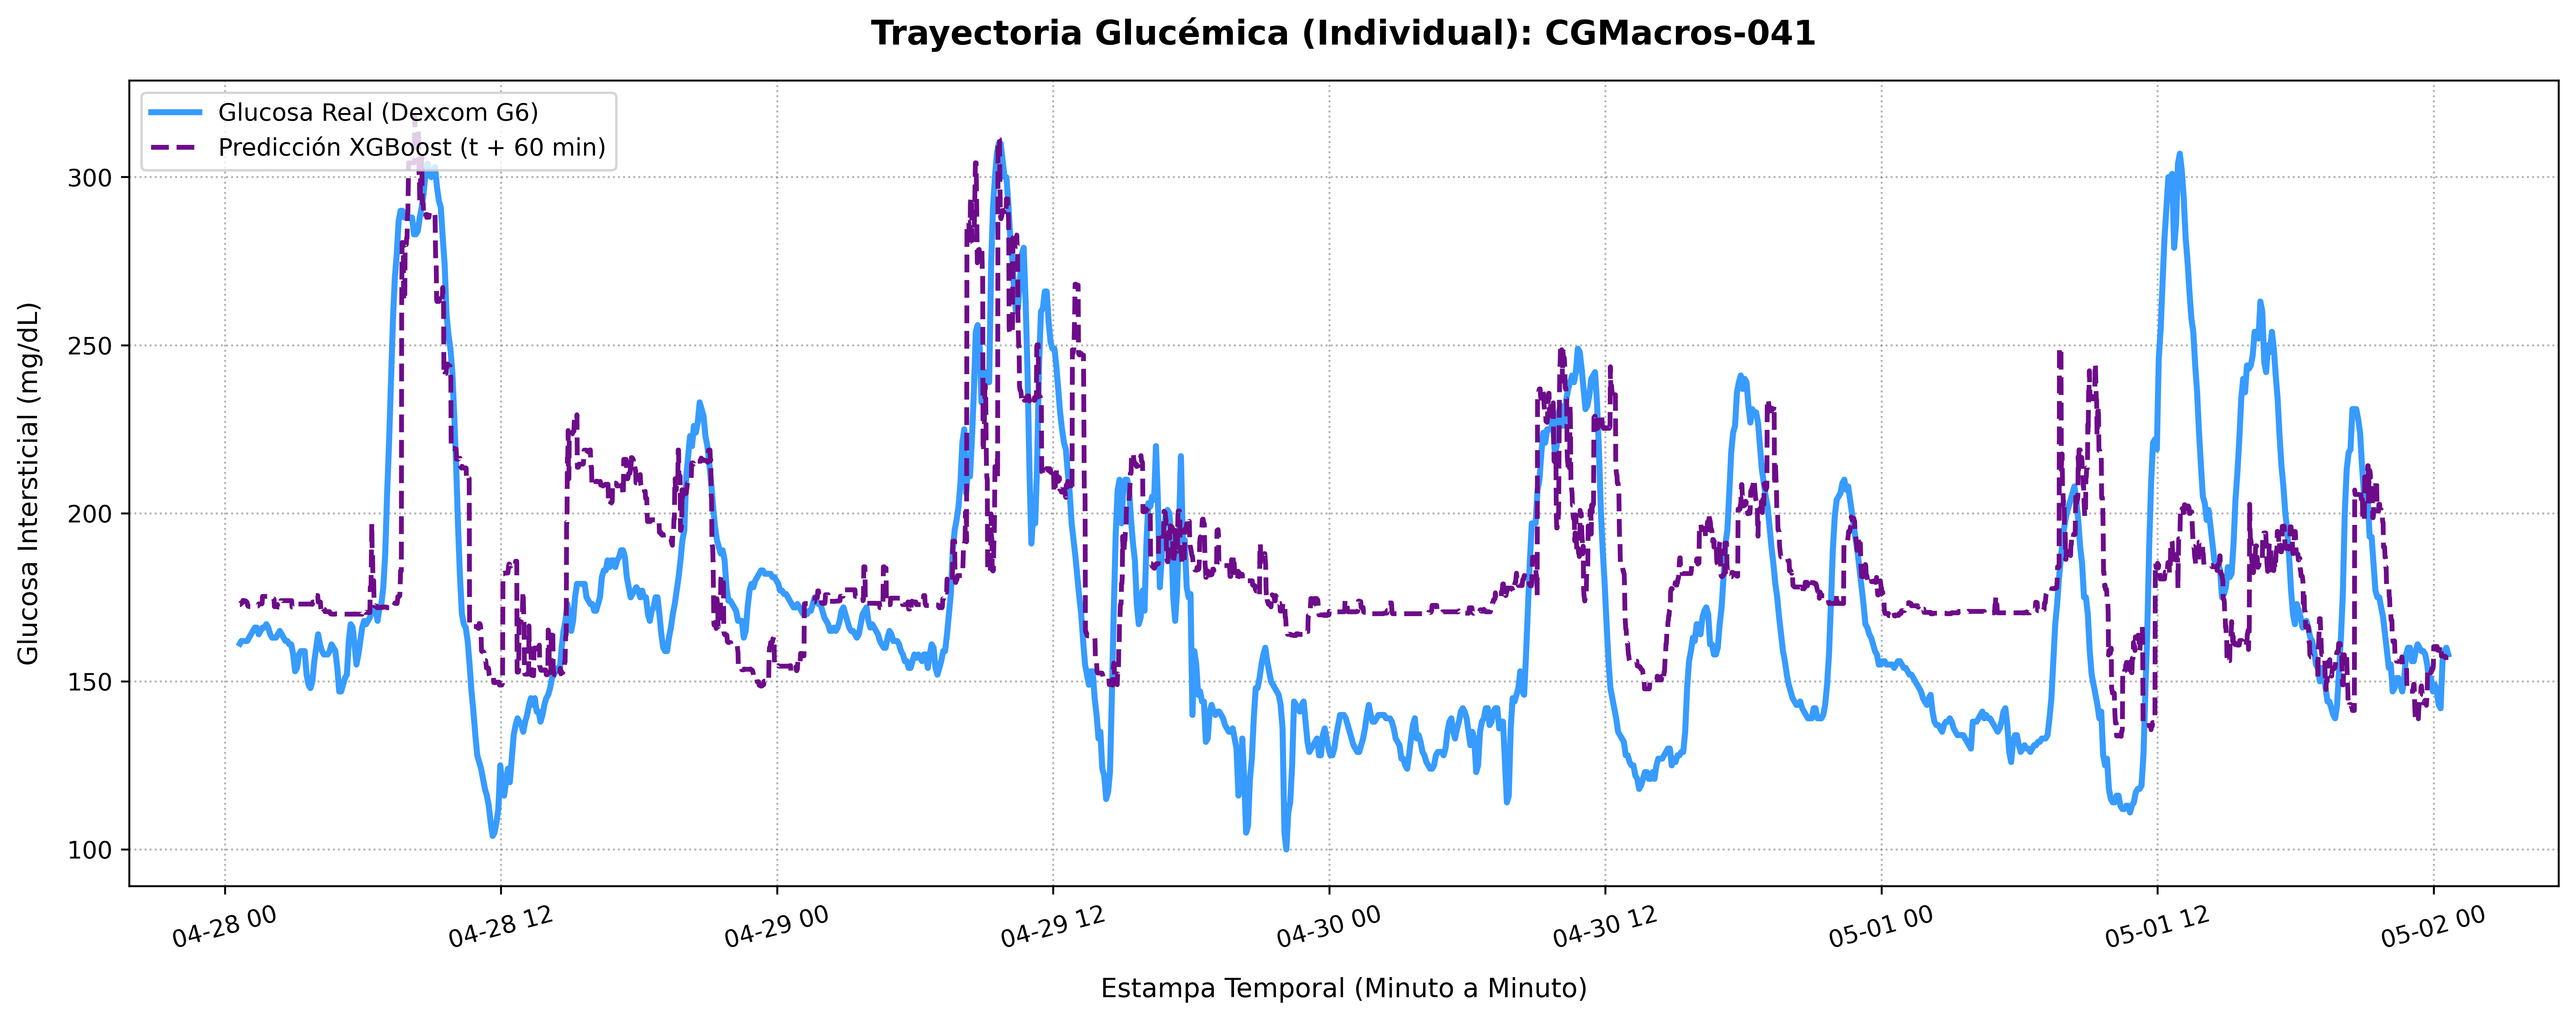 Trayectoria Glucémica (Individual): CGMacros-041
Glucosa Real (Dexcom G6)
Predicción XGBoost (t + 60 min)
Glucosa Intersticial (mg/dL)
300
250
200
150
100
04-28 00
04-28 12
04-29 00
04-29 12
04-30 00
04-30 12
05-01 00
05-01 12
05-02 00
Estampa Temporal (Minuto a Minuto)